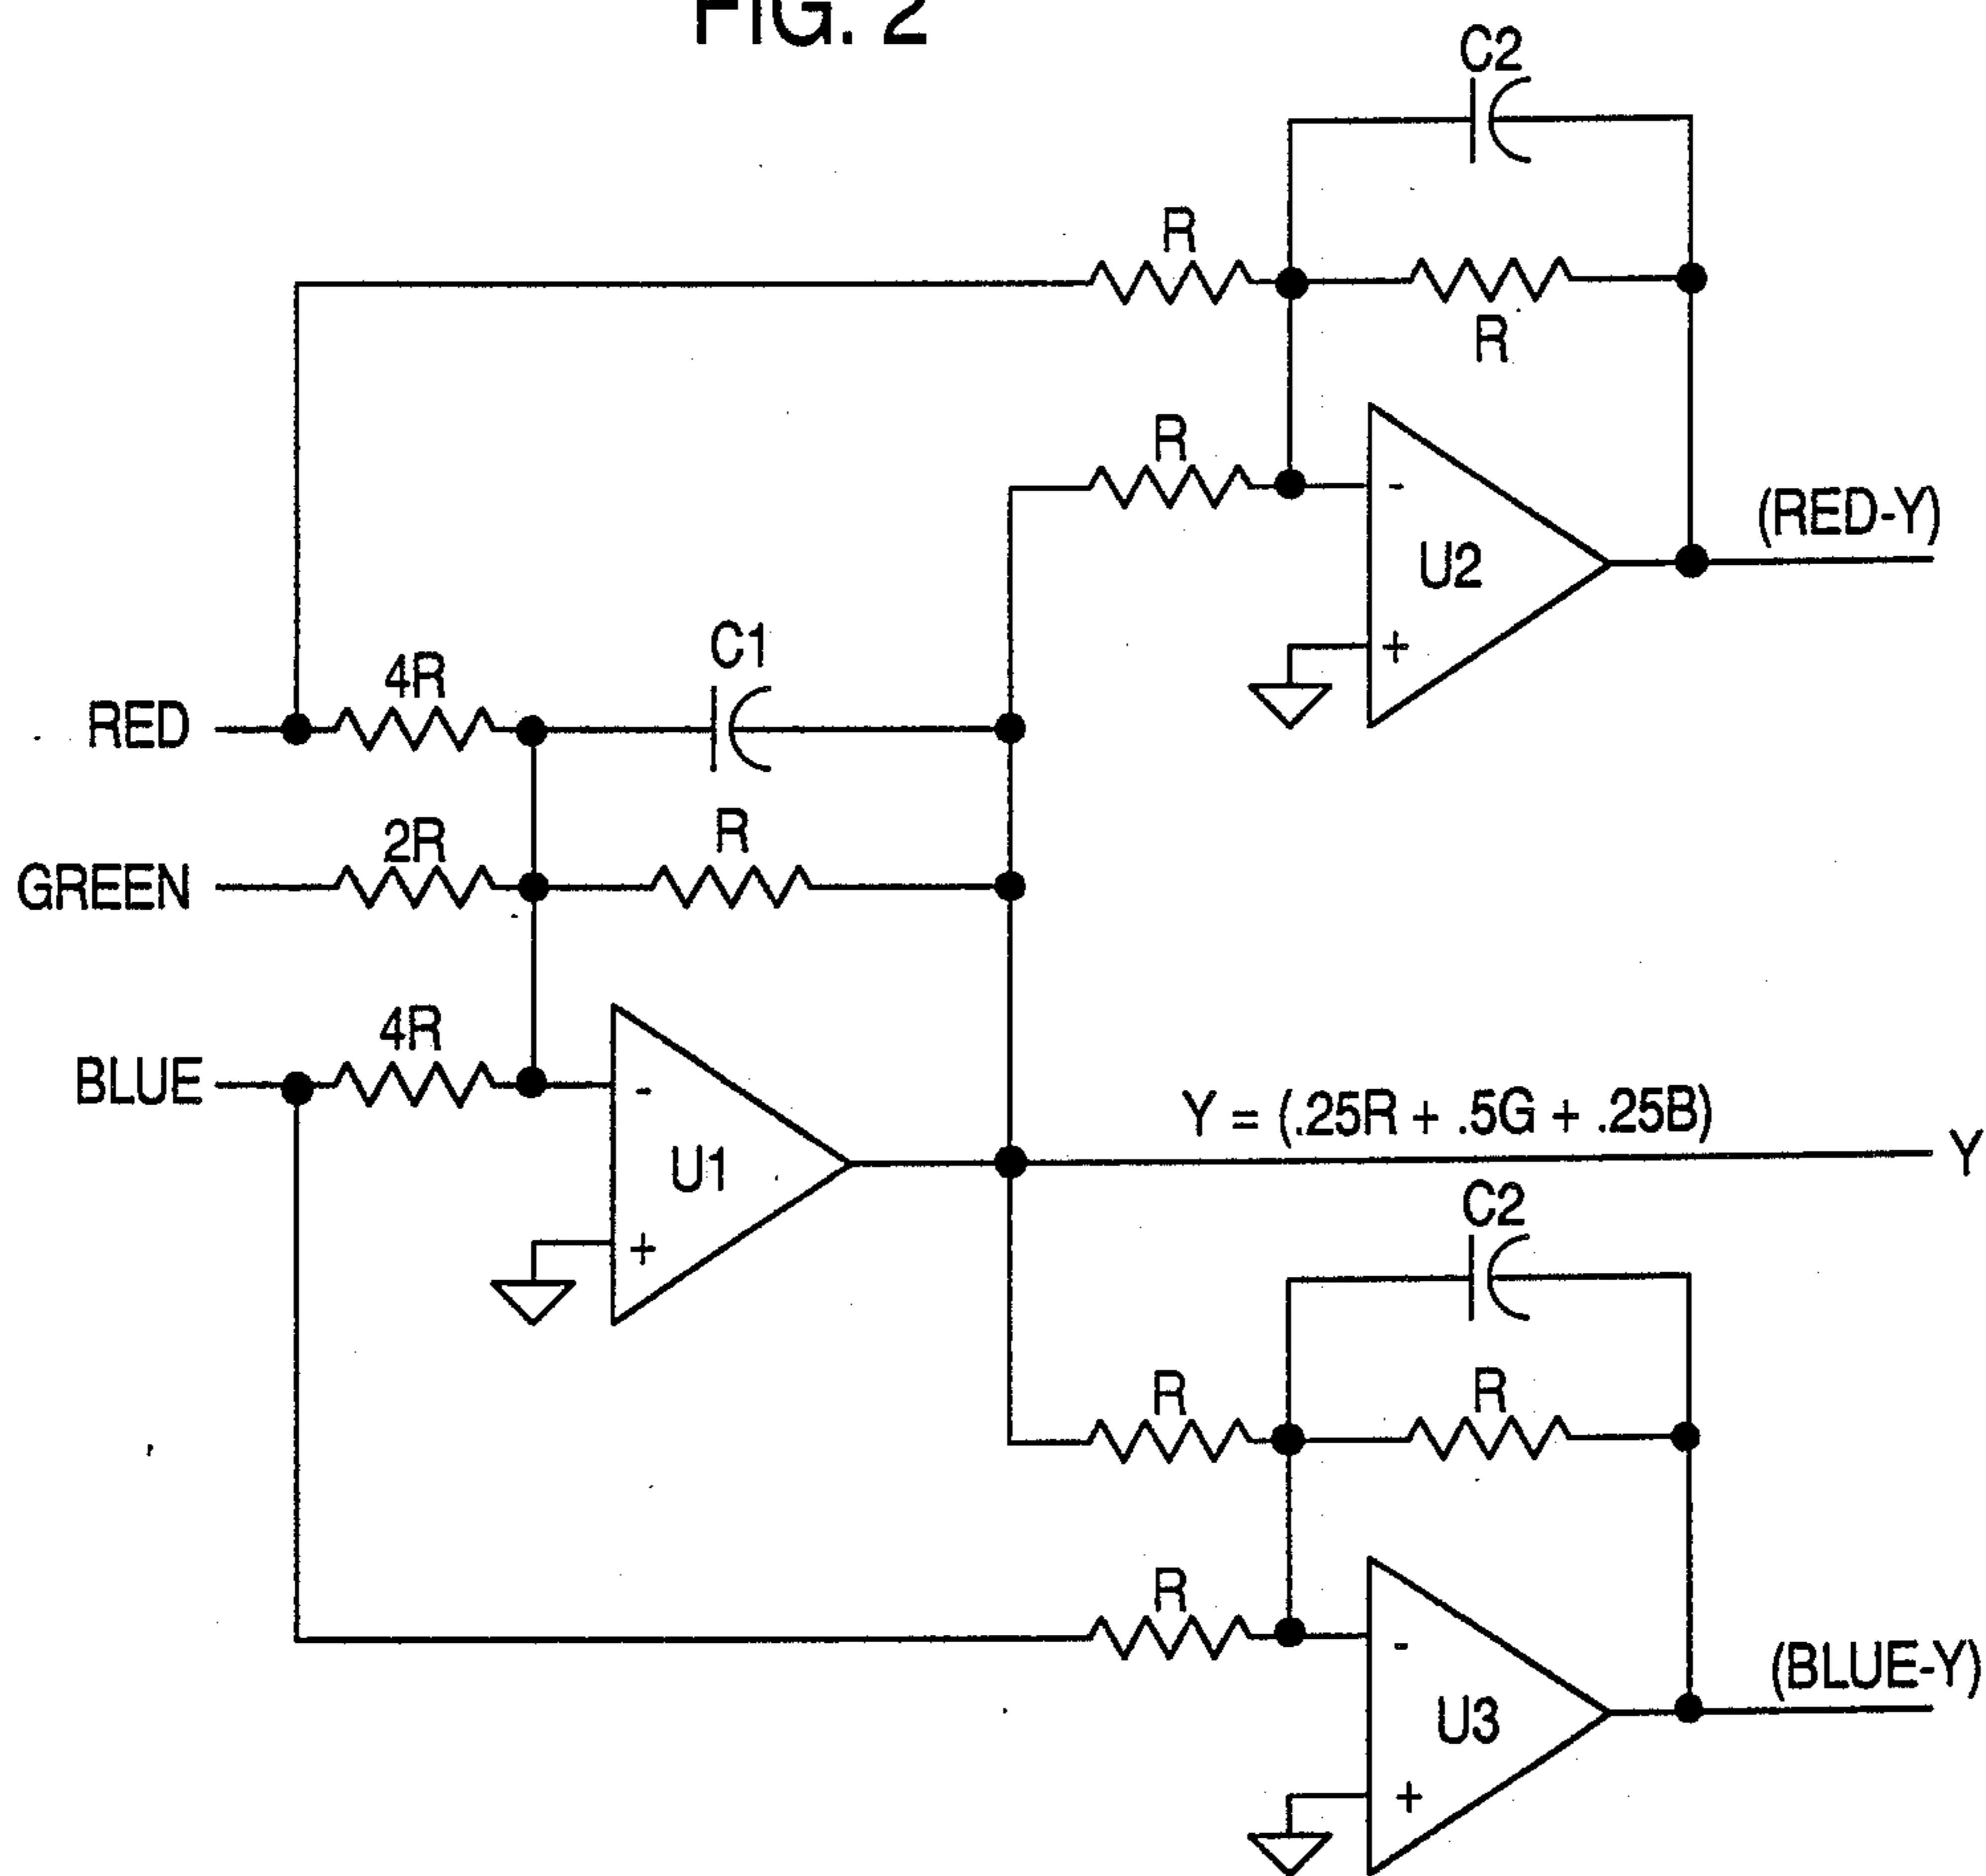 FIG. 2
C2
R
R
R
-
(RED-Y)
U2
+
C1
4R
RED
2R
R
GREEN
4R
BLUE
-
Y = (.25R + .5G + .25B)
Y
U1
C2
+
R
R
R
-
(BLUE-Y)
U3
+